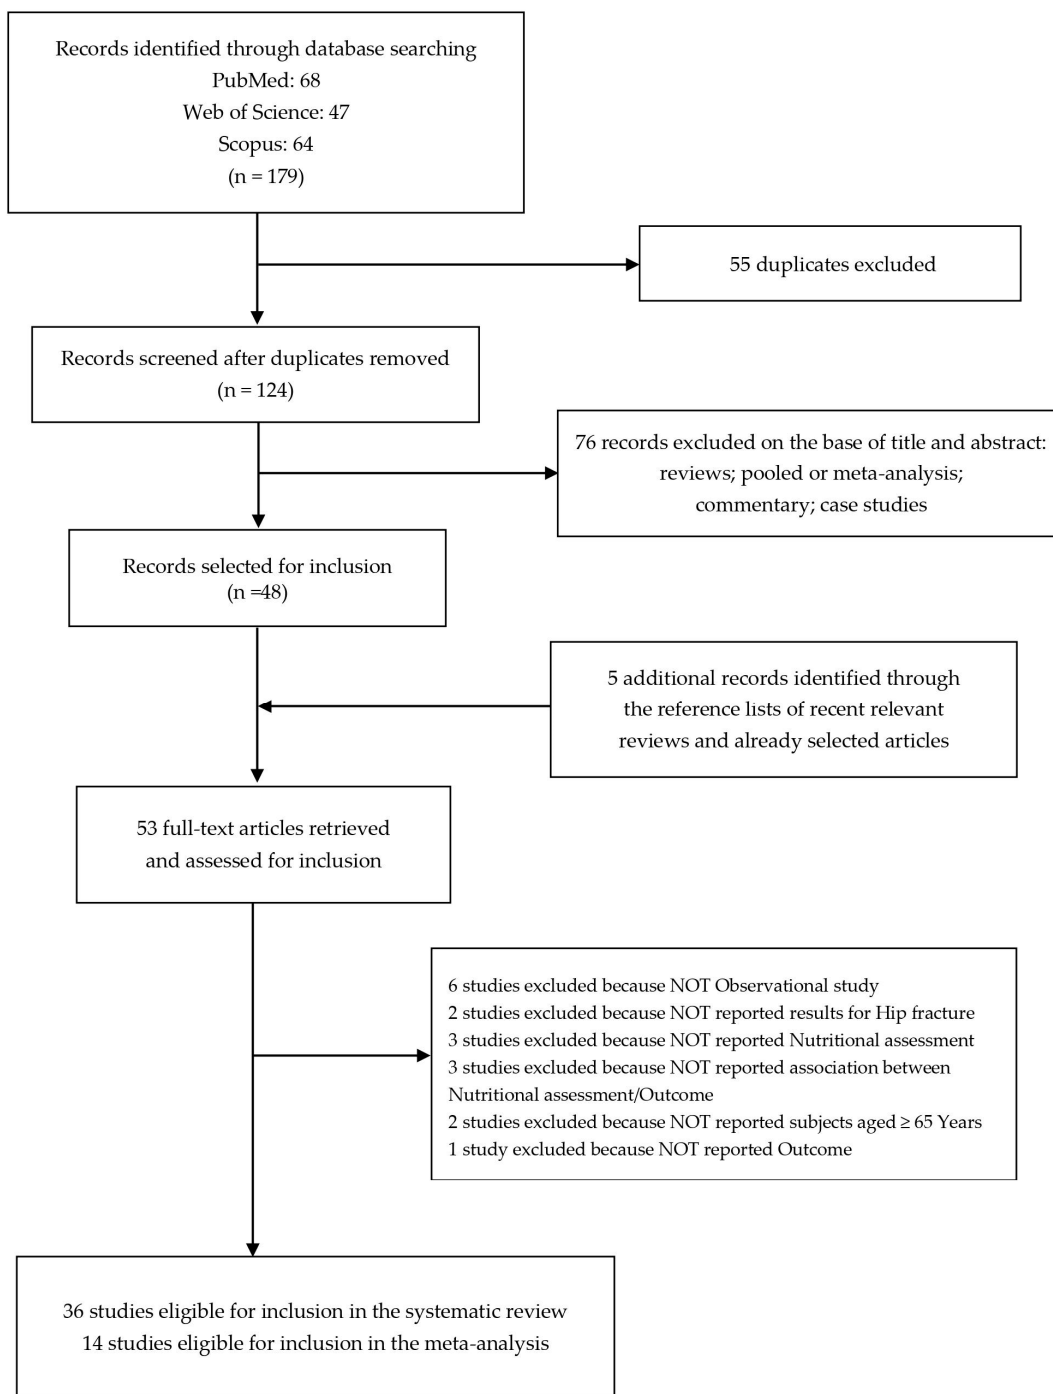 Records identified through database searching
PubMed: 68
Web of Science: 47
Scopus: 64
(n = 179)
55 duplicates excluded
Records screened after duplicates removed
(n = 124)
76 records excluded on the base of title and abstract:
reviews; pooled or meta-analysis;
commentary; case studies
Records selected for inclusion
(n =48)
5 additional records identified through
the reference lists of recent relevant
reviews and already selected articles
53 full-text articles retrieved
and assessed for inclusion
6 studies excluded because NOT Observational study
2 studies excluded because NOT reported results for Hip fracture
3 studies excluded because NOT reported Nutritional assessment
3 studies excluded because NOT reported association between
Nutritional assessment/Outcome
2 studies excluded because NOT reported subjects aged ≥ 65 Years
1 study excluded because NOT reported Outcome
36 studies eligible for inclusion in the systematic review
14 studies eligible for inclusion in the meta-analysis